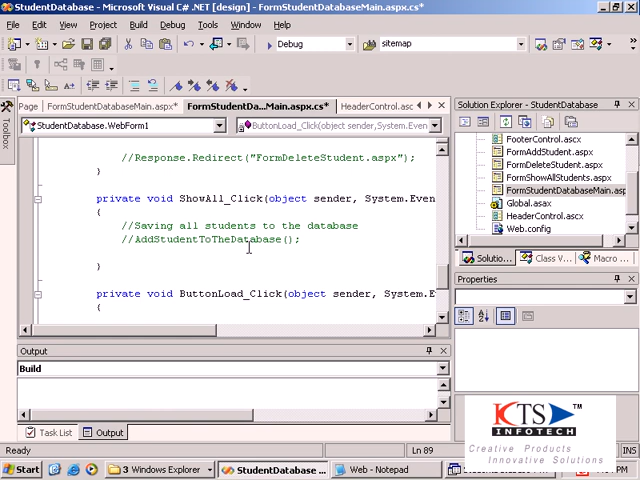 StudentDatabase - Microsoft Visual C# .NET [design] - FormStudentDatabaseMain.aspx.cs*
File Edit View Project Build Debug Tools Window Help
Debug sitemap
Page FormStudentDatabaseMain.aspx* FormStudentDa...Main.aspx.cs* HeaderControl.asc
StudentDatabase.WebForm1 ButtonLoad_Click(object sender,System.Even
Toolbox
//Response.Redirect("FormDeleteStudent.aspx");
}
private void ShowAll_Click(object sender, System.Even
{
//Saving all students to the database
//AddStudentToTheDatabase();
}
private void ButtonLoad_Click(object sender, System.E
{
Solution Explorer - StudentDatabase
FooterControl.ascx
FormAddStudent.aspx
FormDeleteStudent.aspx
FormShowAllStudents.aspx
FormStudentDatabaseMain.asp
Global.asax
HeaderControl.ascx
Web.config
Solutio... Class V... Macro ...
Properties
Output
Build
Task List Output
KTS TM
INFOTECH
Creative Products
Innovative Solutions
Ready Ln 89 INS
Start 3 Windows Explorer StudentDatabase ... Web - Notepad